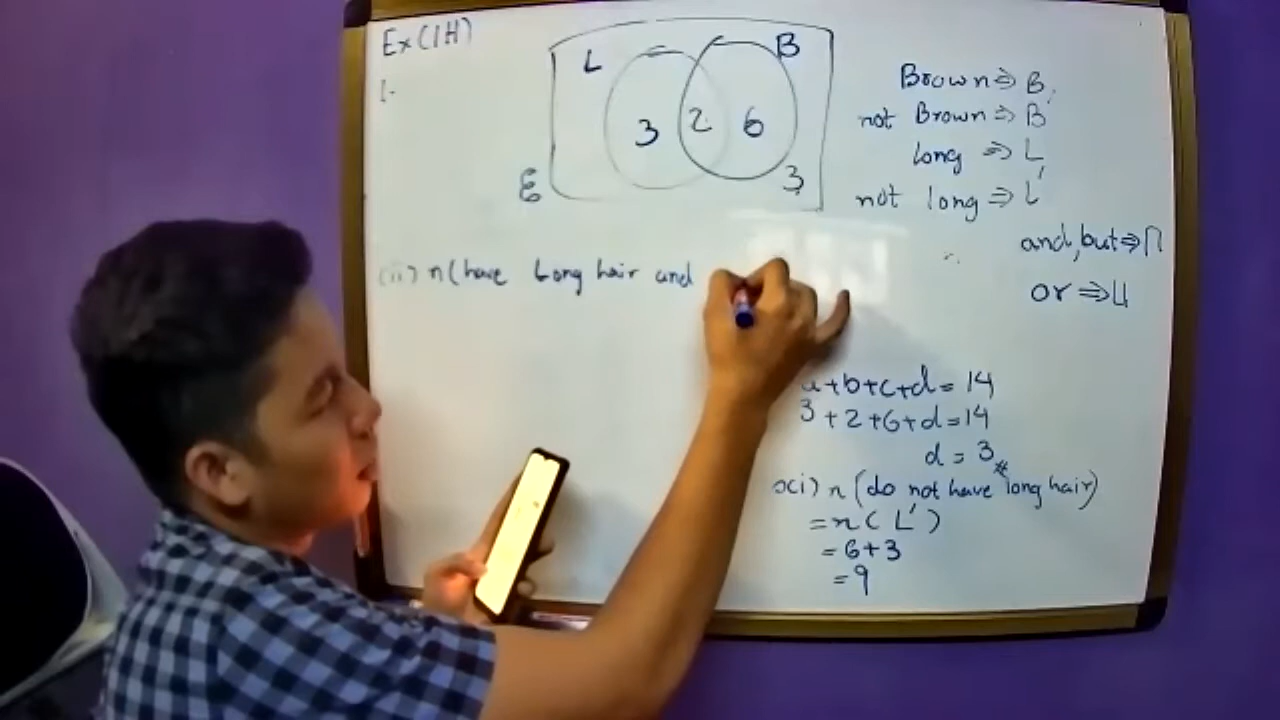 Ex(1H)
1.
L
B
3
2
6
3
ℰ
Brown ⇒ B
not Brown ⇒ B'
long ⇒ L
not long ⇒ L'
and, but ⇒ ∩
or ⇒ ∪
(ii) n(have Long hair and
a+b+c+d = 14
3+2+6+d=14
d = 3
n (do not have long hair)
= n( L' )
= 6+3
= 9